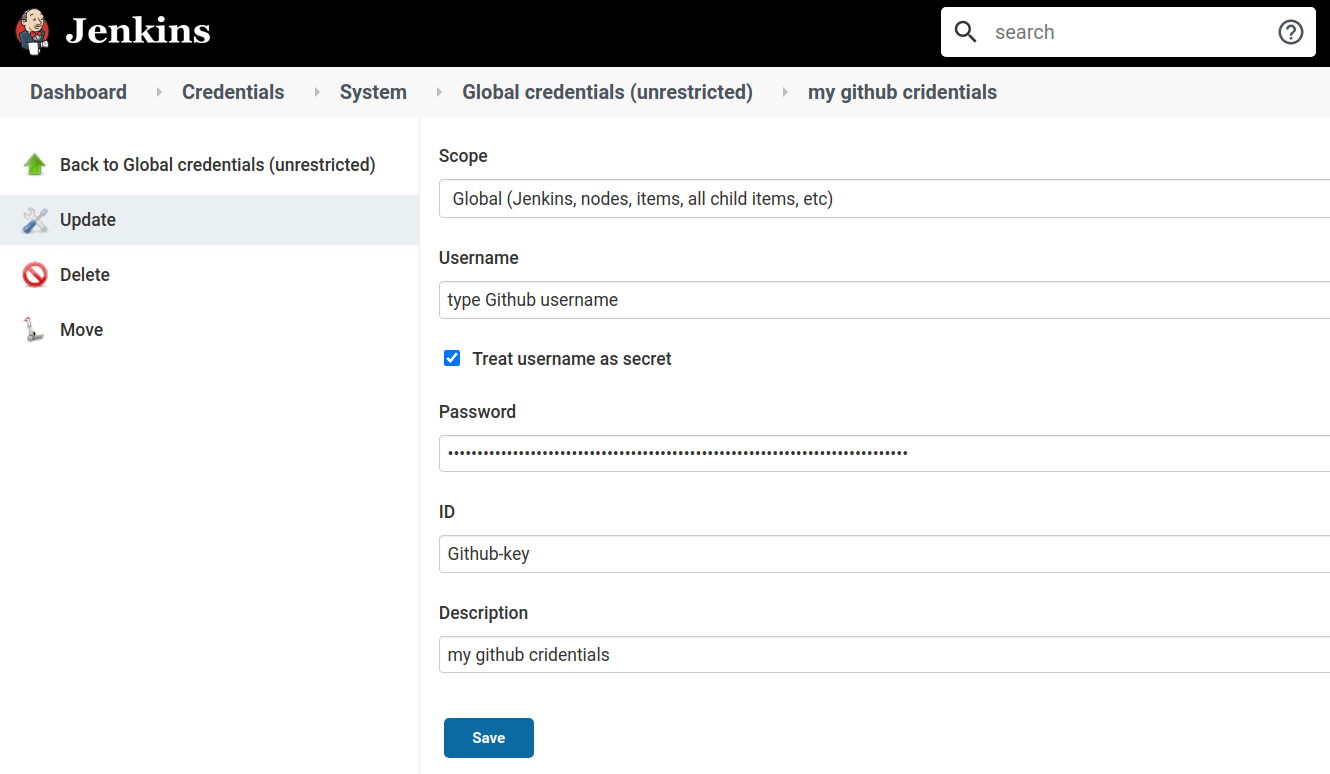 Jenkins
search
Dashboard Credentials System Global credentials (unrestricted) my github cridentials
Back to Global credentials (unrestricted)
Update
Delete
Move
Scope
Global (Jenkins, nodes, items, all child items, etc)
Username
type Github username
Treat username as secret
Password
ID
Github-key
Description
my github cridentials
Save